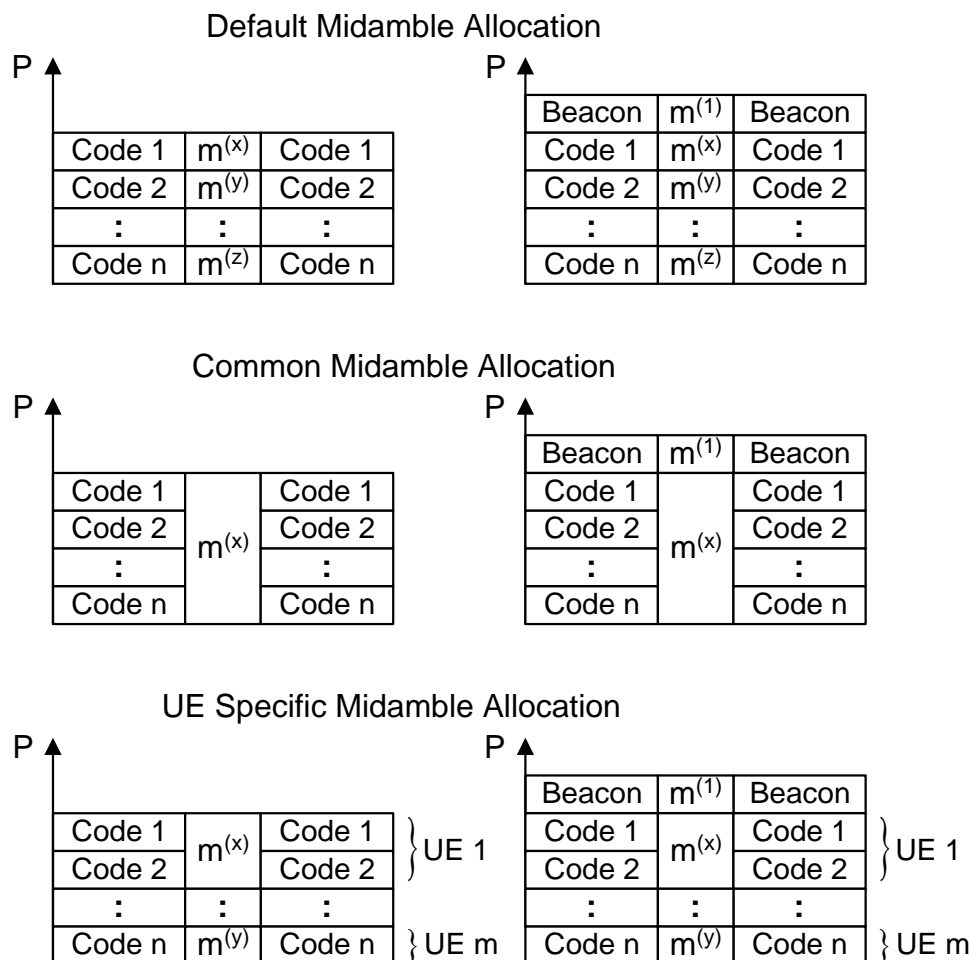 Default Midamble Allocation
P P
Beacon m(1) Beacon
Code 1 m(x) Code 1 Code 1 m(x) Code 1
Code 2 m(y) Code 2 Code 2 m(y) Code 2
: : : : : :
Code n m(z) Code n Code n m(z) Code n
Common Midamble Allocation
P P
Beacon m(1) Beacon
Code 1 Code 1 Code 1 Code 1
Code 2 Code 2 Code 2 Code 2
m(x) m(x)
: : : :
Code n Code n Code n Code n
UE Specific Midamble Allocation
P P
Beacon m(1) Beacon
Code 1 Code 1 Code 1 Code 1
m(x) } UE 1 m(x) } UE 1
Code 2 Code 2 Code 2 Code 2
: : : : : :
Code n m(y) Code n } UE m Code n m(y) Code n } UE m